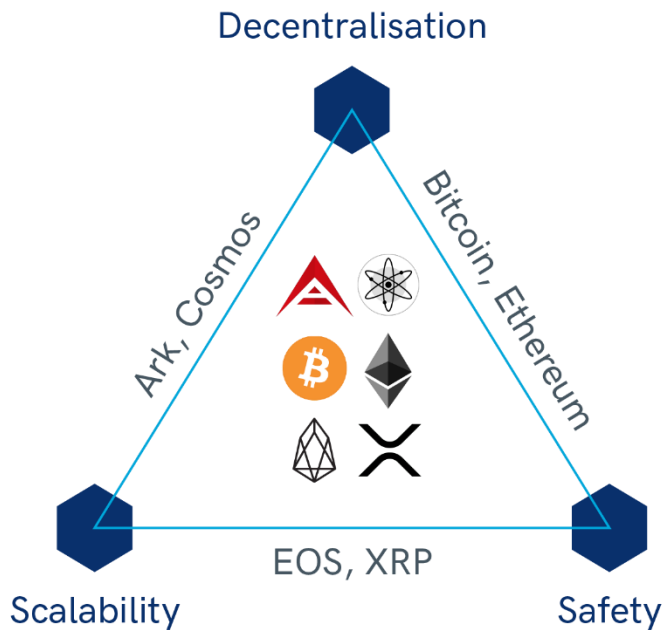 Decentralisation
Ark, Cosmos
Bitcoin, Ethereum
EOS, XRP
Scalability
Safety